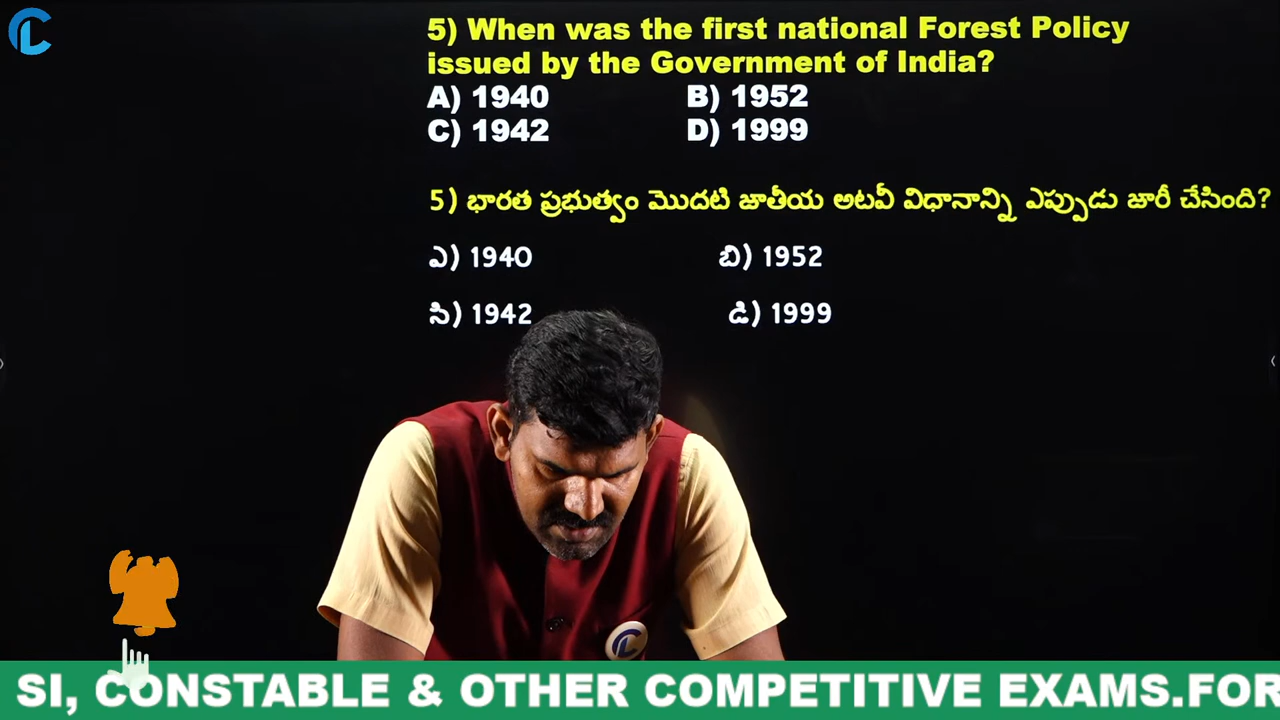 5) When was the first national Forest Policy
issued by the Government of India?
A) 1940 B) 1952
C) 1942 D) 1999
5) భారత ప్రభుత్వం మొదటి జాతీయ అటవీ విధానాన్ని ఎప్పుడు జారీ చేసింది?
ఎ) 1940 బి) 1952
సి) 1942 డి) 1999
SI, CONSTABLE & OTHER COMPETITIVE EXAMS.FOR